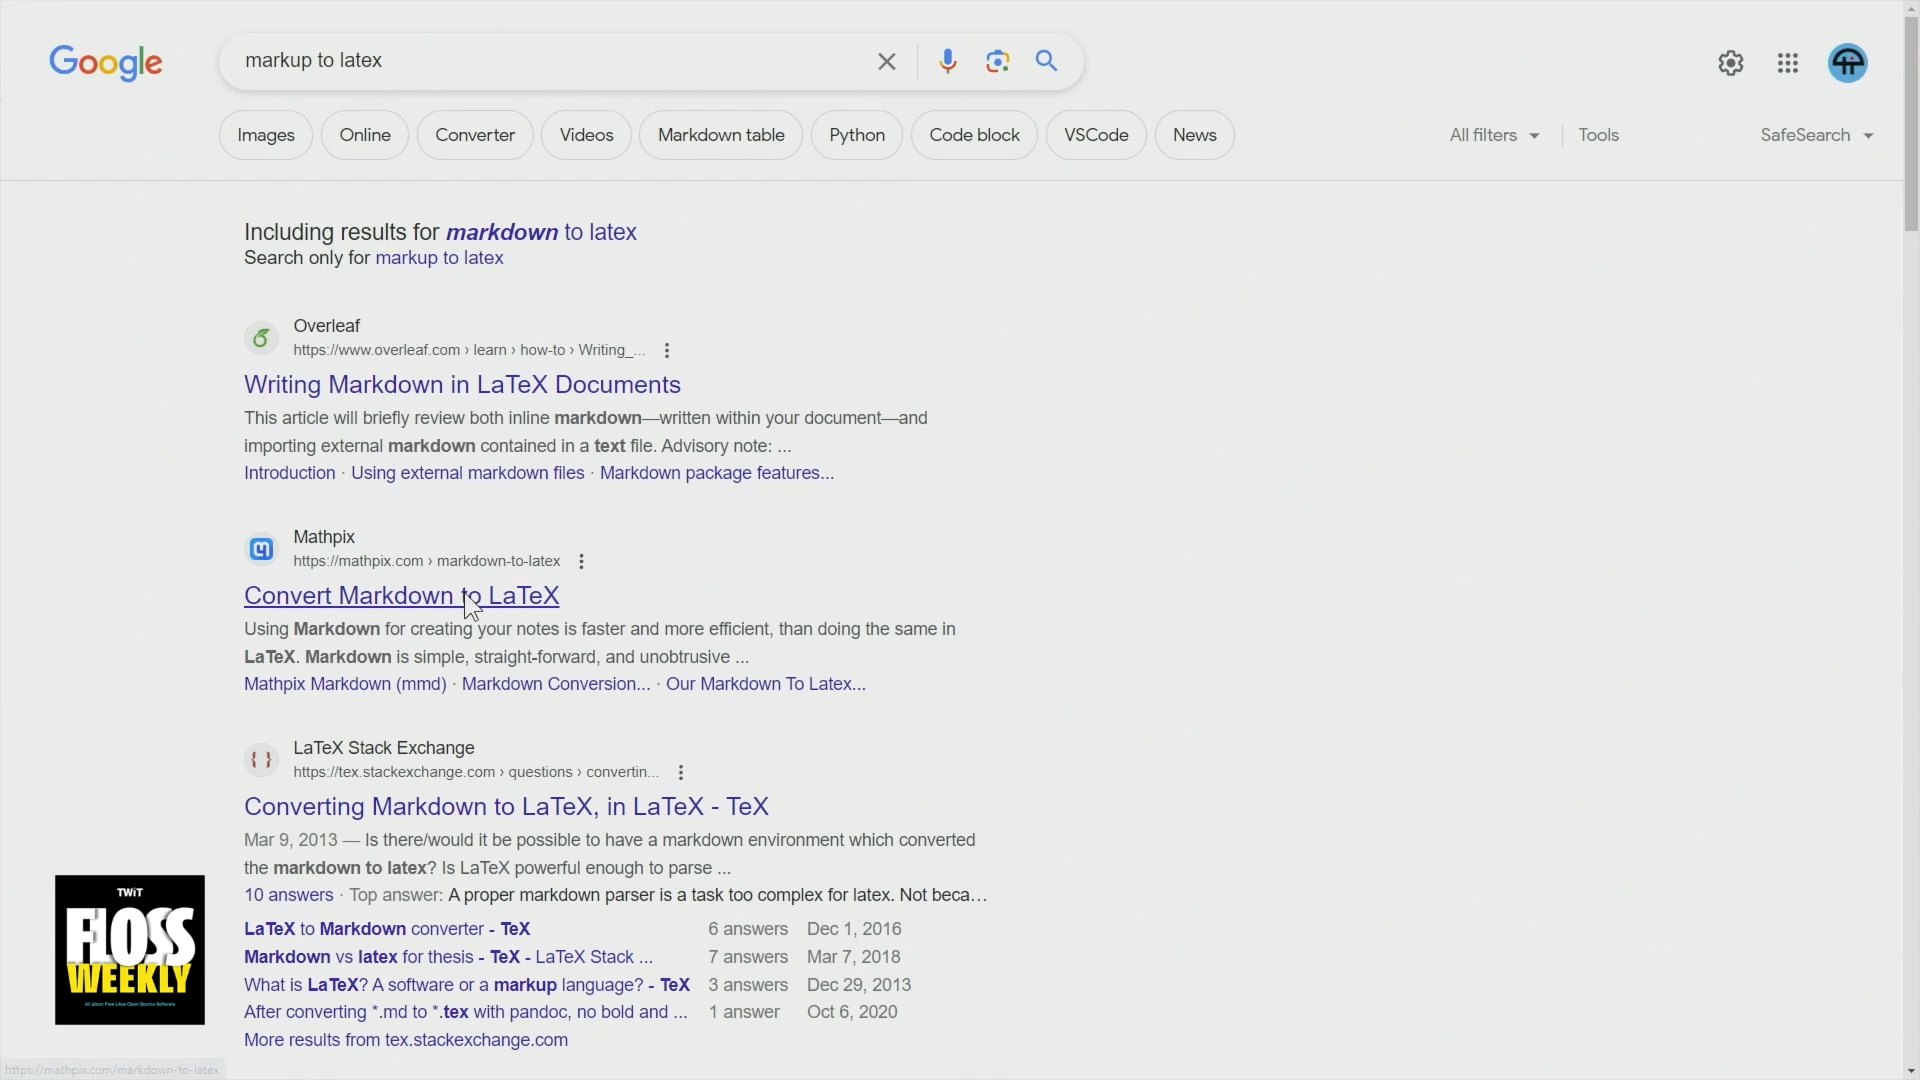 Google
markup to latex
Images
Online
Converter
Videos
Markdown table
Python
Code block
VSCode
News
All filters
Tools
SafeSearch
Including results for markdown to latex
Search only for markup to latex
Overleaf
https://www.overleaf.com › learn › how-to › Writing_...
Writing Markdown in LaTeX Documents
This article will briefly review both inline markdown—written within your document—and
importing external markdown contained in a text file. Advisory note: ...
Introduction · Using external markdown files · Markdown package features...
Mathpix
https://mathpix.com › markdown-to-latex
Convert Markdown to LaTeX
Using Markdown for creating your notes is faster and more efficient, than doing the same in
LaTeX. Markdown is simple, straight-forward, and unobtrusive ...
Mathpix Markdown (mmd) · Markdown Conversion... · Our Markdown To Latex...
LaTeX Stack Exchange
https://tex.stackexchange.com › questions › convertin...
Converting Markdown to LaTeX, in LaTeX - TeX
Mar 9, 2013 — Is there/would it be possible to have a markdown environment which converted
the markdown to latex? Is LaTeX powerful enough to parse ...
10 answers · Top answer: A proper markdown parser is a task too complex for latex. Not beca...
LaTeX to Markdown converter - TeX 6 answers Dec 1, 2016
Markdown vs latex for thesis - TeX - LaTeX Stack ... 7 answers Mar 7, 2018
What is LaTeX? A software or a markup language? - TeX 3 answers Dec 29, 2013
After converting *.md to *.tex with pandoc, no bold and ... 1 answer Oct 6, 2020
More results from tex.stackexchange.com
TWiT
FLOSS
WEEKLY
All about Free Libre Open Source Software
https://mathpix.com/markdown-to-latex